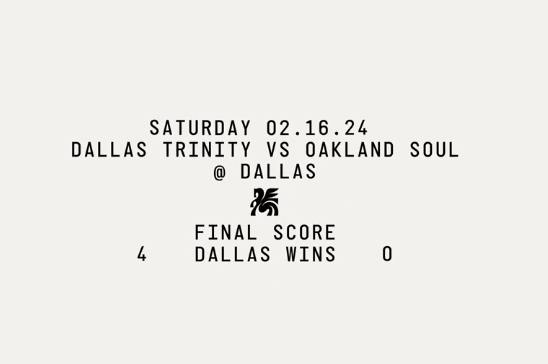 SATURDAY 02.16.24
DALLAS TRINITY VS OAKLAND SOUL
@ DALLAS
FINAL SCORE
4 DALLAS WINS 0